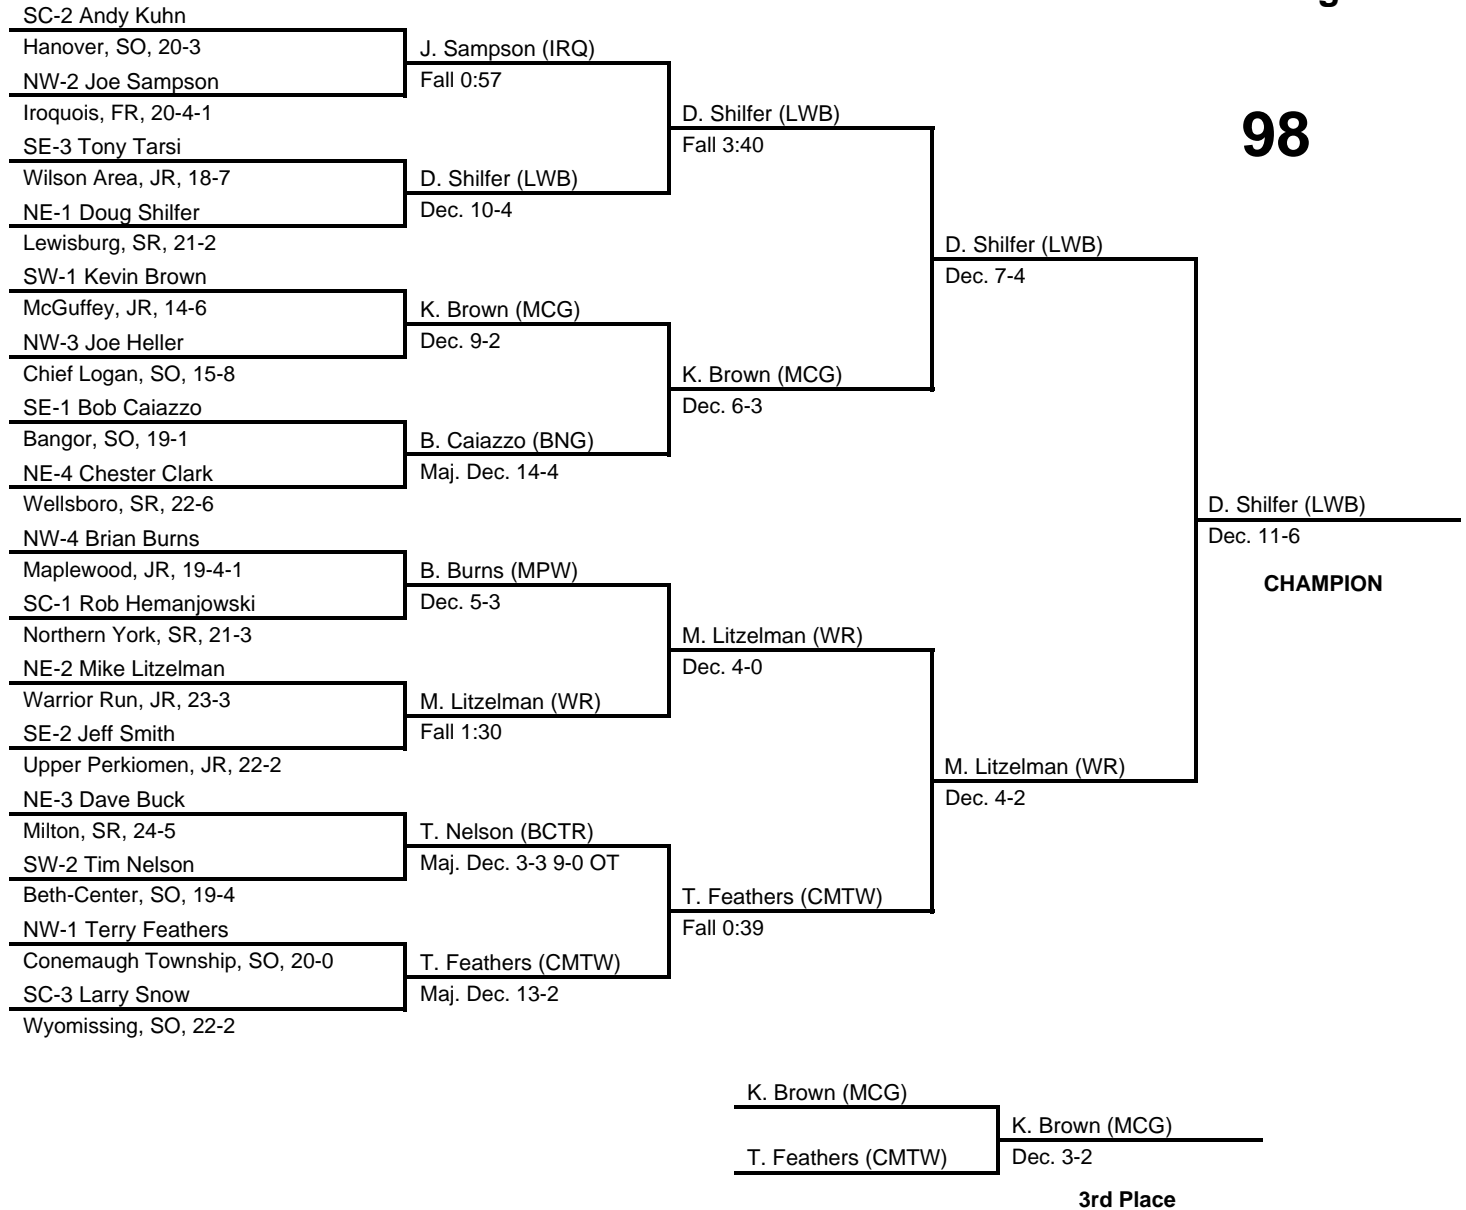 SC-2 Andy Kuhn
Hanover, SO, 20-3
NW-2 Joe Sampson
Iroquois, FR, 20-4-1
SE-3 Tony Tarsi
Wilson Area, JR, 18-7
NE-1 Doug Shilfer
Lewisburg, SR, 21-2
SW-1 Kevin Brown
McGuffey, JR, 14-6
NW-3 Joe Heller
Chief Logan, SO, 15-8
SE-1 Bob Caiazzo
Bangor, SO, 19-1
NE-4 Chester Clark
Wellsboro, SR, 22-6
NW-4 Brian Burns
Maplewood, JR, 19-4-1
SC-1 Rob Hemanjowski
Northern York, SR, 21-3
NE-2 Mike Litzelman
Warrior Run, JR, 23-3
SE-2 Jeff Smith
Upper Perkiomen, JR, 22-2
NE-3 Dave Buck
Milton, SR, 24-5
SW-2 Tim Nelson
Beth-Center, SO, 19-4
NW-1 Terry Feathers
Conemaugh Township, SO, 20-0
SC-3 Larry Snow
Wyomissing, SO, 22-2
J. Sampson (IRQ)
Fall 0:57
D. Shilfer (LWB)
Dec. 10-4
K. Brown (MCG)
Dec. 9-2
B. Caiazzo (BNG)
Maj. Dec. 14-4
B. Burns (MPW)
Dec. 5-3
M. Litzelman (WR)
Fall 1:30
T. Nelson (BCTR)
Maj. Dec. 3-3 9-0 OT
T. Feathers (CMTW)
Maj. Dec. 13-2
D. Shilfer (LWB)
Fall 3:40
K. Brown (MCG)
Dec. 6-3
M. Litzelman (WR)
Dec. 4-0
T. Feathers (CMTW)
Fall 0:39
D. Shilfer (LWB)
Dec. 7-4
M. Litzelman (WR)
Dec. 4-2
98
D. Shilfer (LWB)
Dec. 11-6
CHAMPION
K. Brown (MCG)
T. Feathers (CMTW)
K. Brown (MCG)
Dec. 3-2
3rd Place